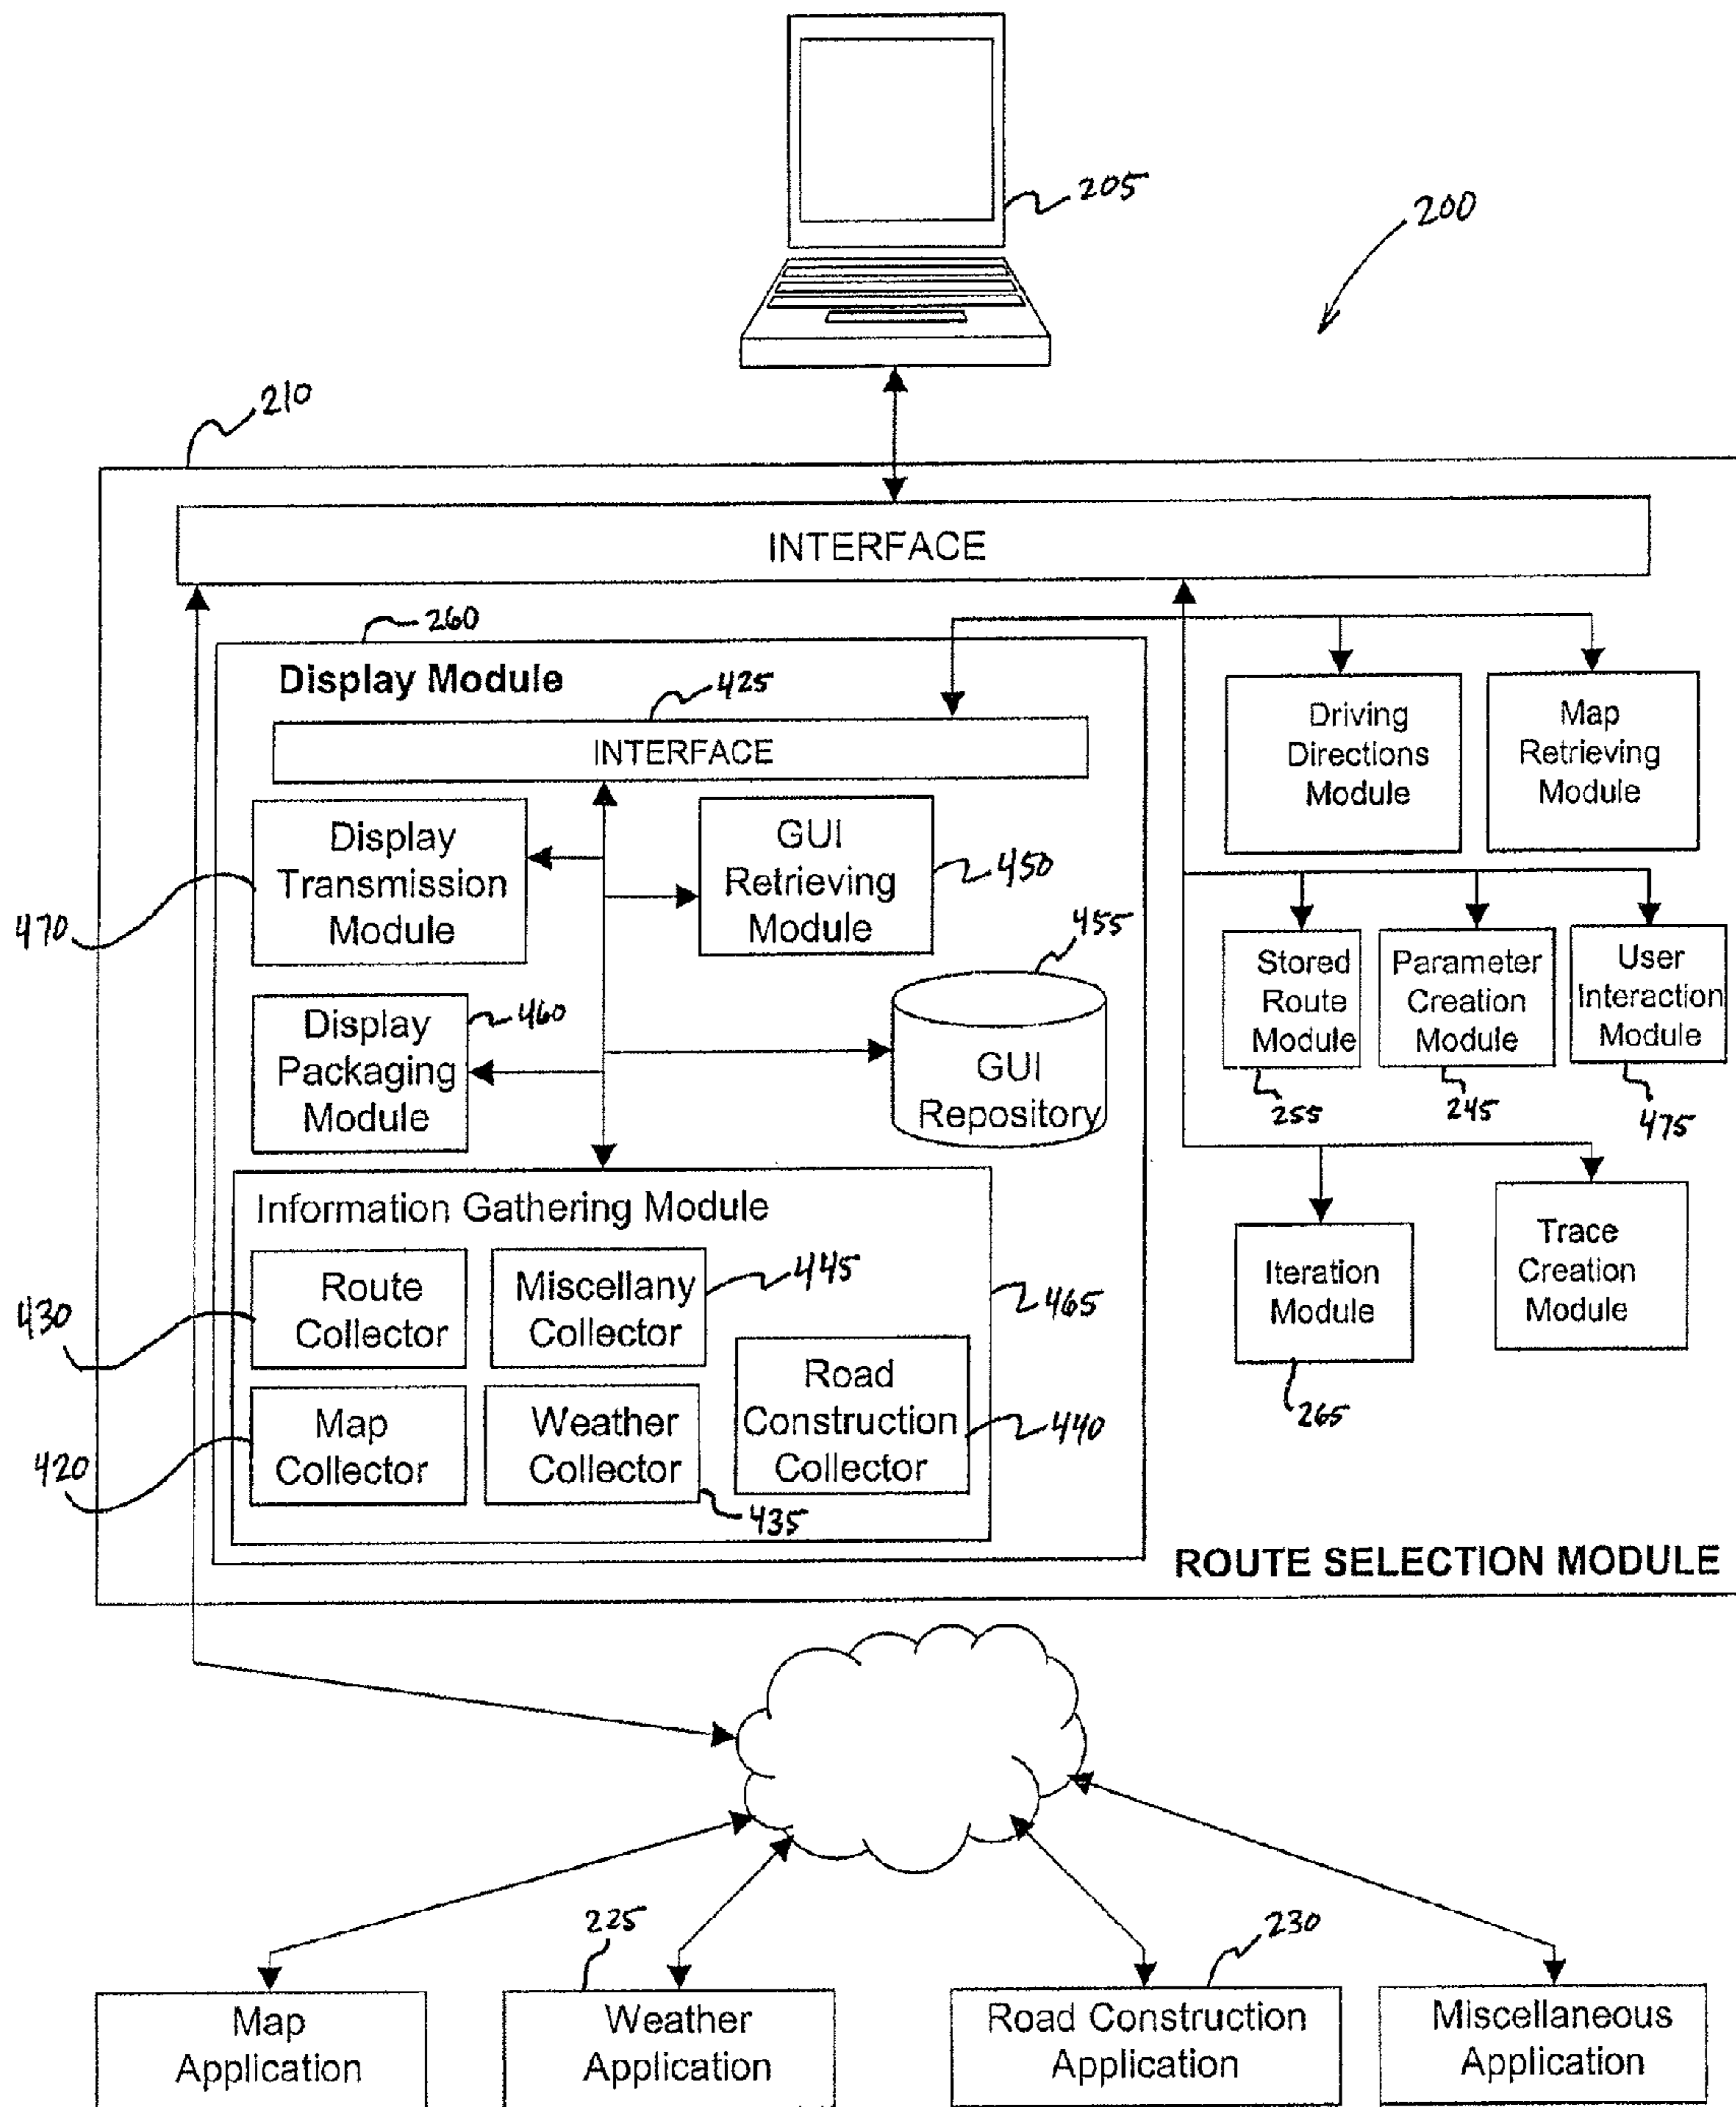 205
200
210
INTERFACE
260
Display Module
425
INTERFACE
Display
Transmission
Module
470
GUI
Retrieving
Module
450
455
Display
Packaging
Module
460
GUI
Repository
Information Gathering Module
465
Route
Collector
430
Miscellany
Collector
445
Map
Collector
420
Weather
Collector
435
Road
Construction
Collector
440
Driving
Directions
Module
Map
Retrieving
Module
Stored
Route
Module
255
Parameter
Creation
Module
245
User
Interaction
Module
475
Iteration
Module
265
Trace
Creation
Module
ROUTE SELECTION MODULE
Map
Application
225
Weather
Application
230
Road Construction
Application
Miscellaneous
Application